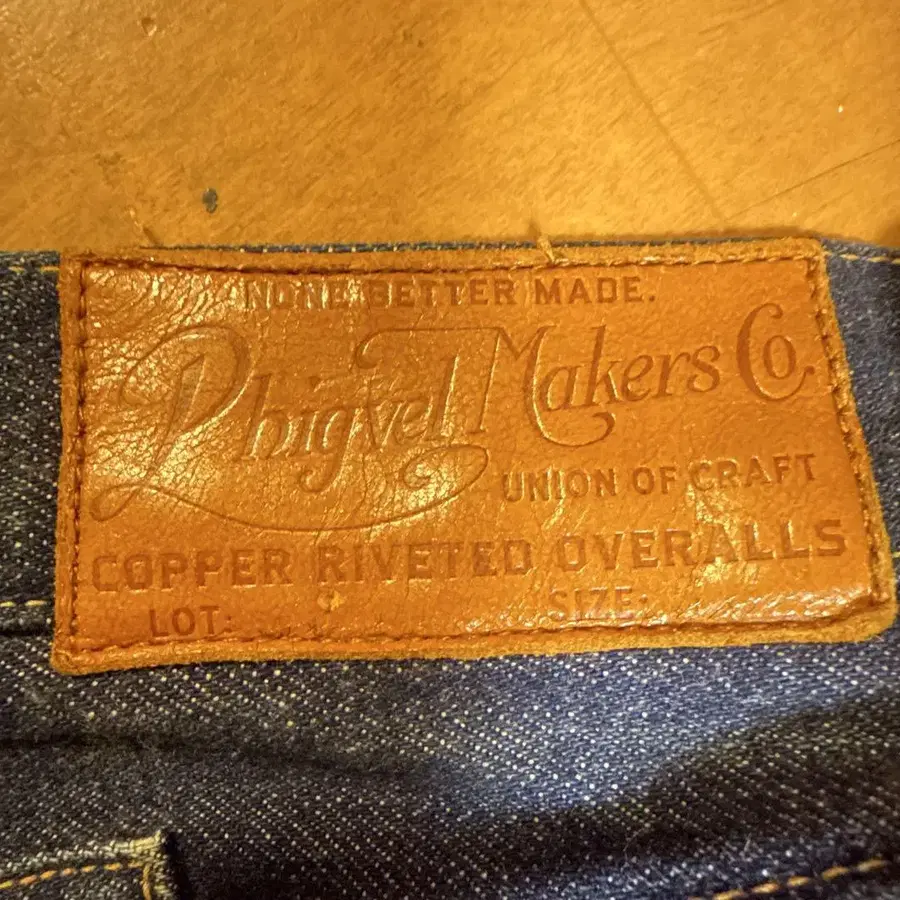 NONE BETTER MADE.
Phigvel Makers Co.
UNION OF CRAFT
COPPER RIVETED OVERALLS
LOT: SIZE: